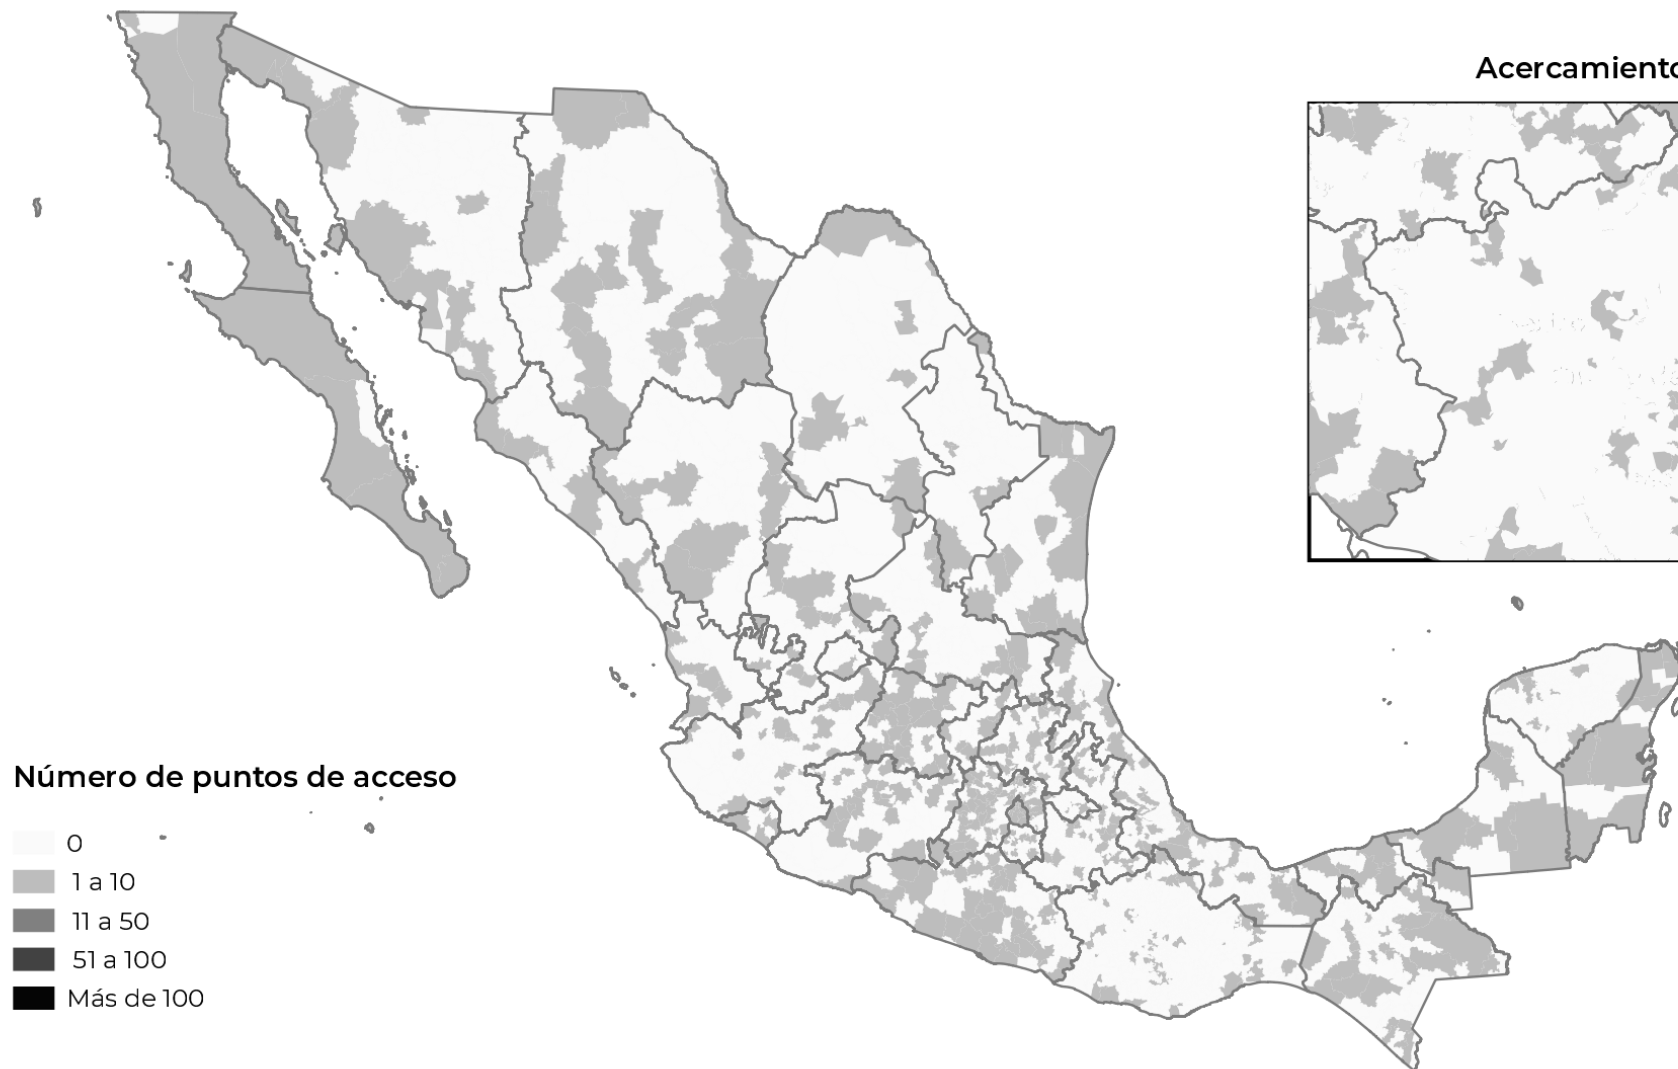 Acercamiento
Número de puntos de acceso
0
1 a 10
11 a 50
51 a 100
Más de 100